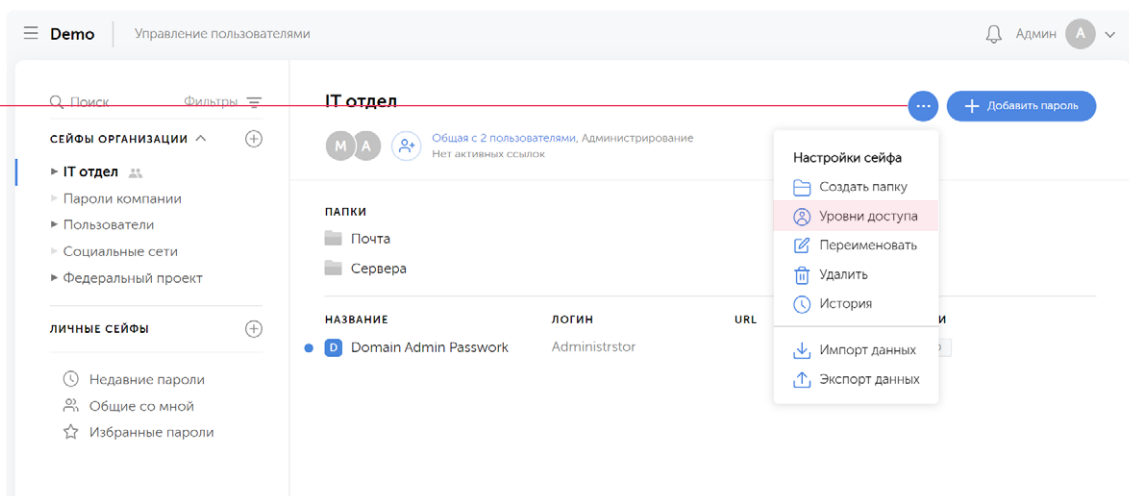 Demo
Управление пользователями
Админ
A
Поиск
Фильтры
IT отдел
Добавить пароль
СЕЙФЫ ОРГАНИЗАЦИИ
M A
Общая с 2 пользователями, Администрирование
Нет активных ссылок
IT отдел
Пароли компании
Пользователи
Социальные сети
Федеральный проект
ЛИЧНЫЕ СЕЙФЫ
Недавние пароли
Общие со мной
Избранные пароли
ПАПКИ
Почта
Сервера
НАЗВАНИЕ ЛОГИН URL
D Domain Admin Passwork Administrstor
Настройки сейфа
Создать папку
Уровни доступа
Переименовать
Удалить
История
Импорт данных
Экспорт данных